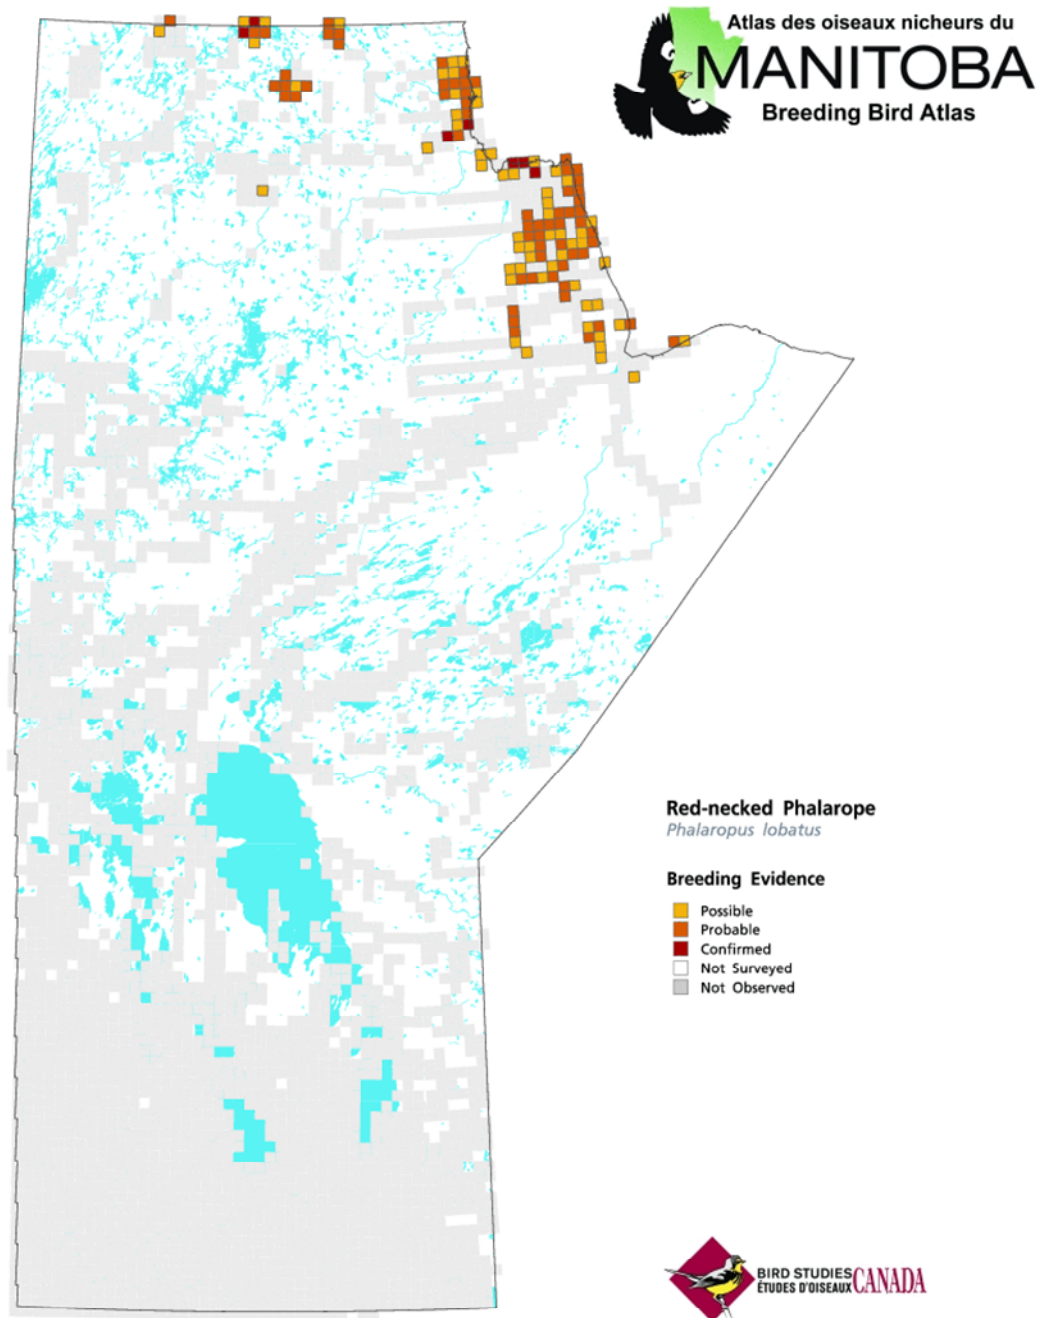 Atlas des oiseaux nicheurs du
MANITOBA
Breeding Bird Atlas
Red-necked Phalarope
Phalaropus lobatus
Breeding Evidence
Possible
Probable
Confirmed
Not Surveyed
Not Observed
BIRD STUDIES
ÉTUDES D'OISEAUX CANADA